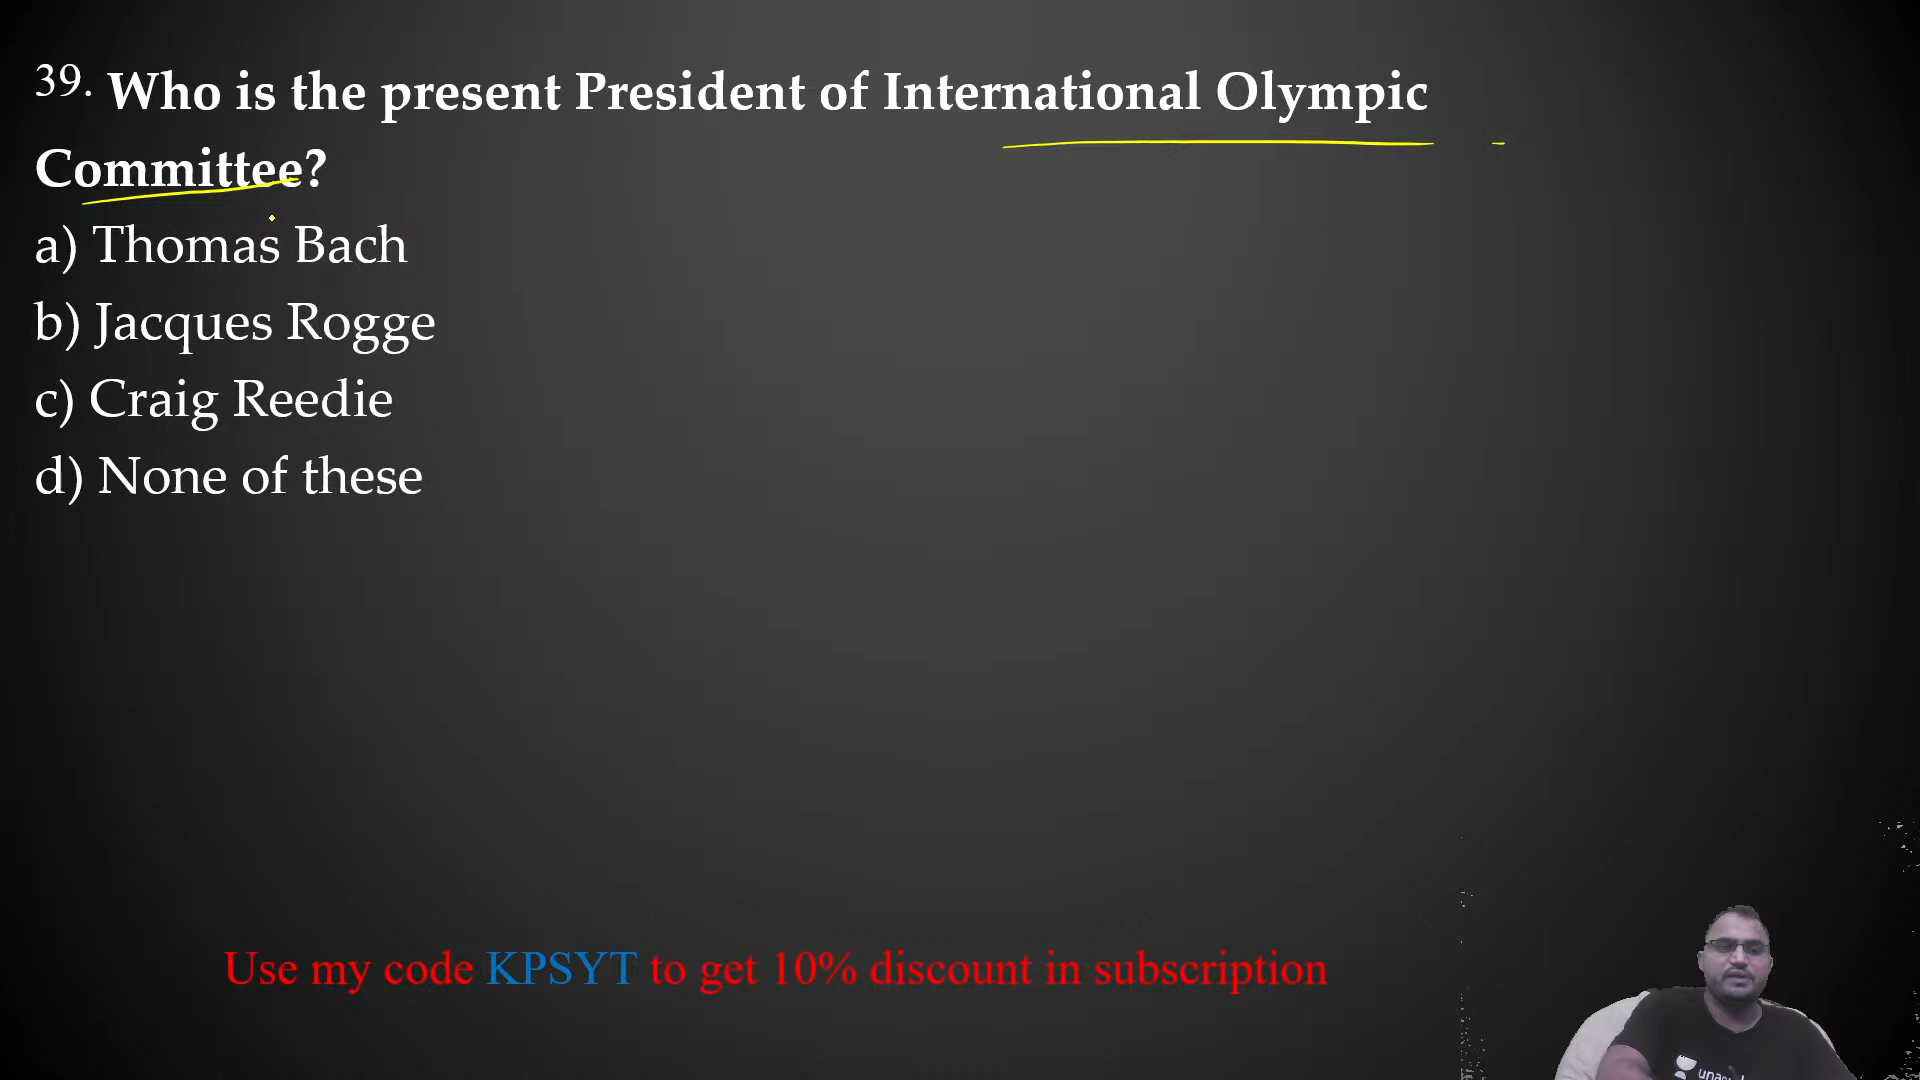 39. Who is the present President of International Olympic
Committee?
a) Thomas Bach
b) Jacques Rogge
c) Craig Reedie
d) None of these
Use my code KPSYT to get 10% discount in subscription